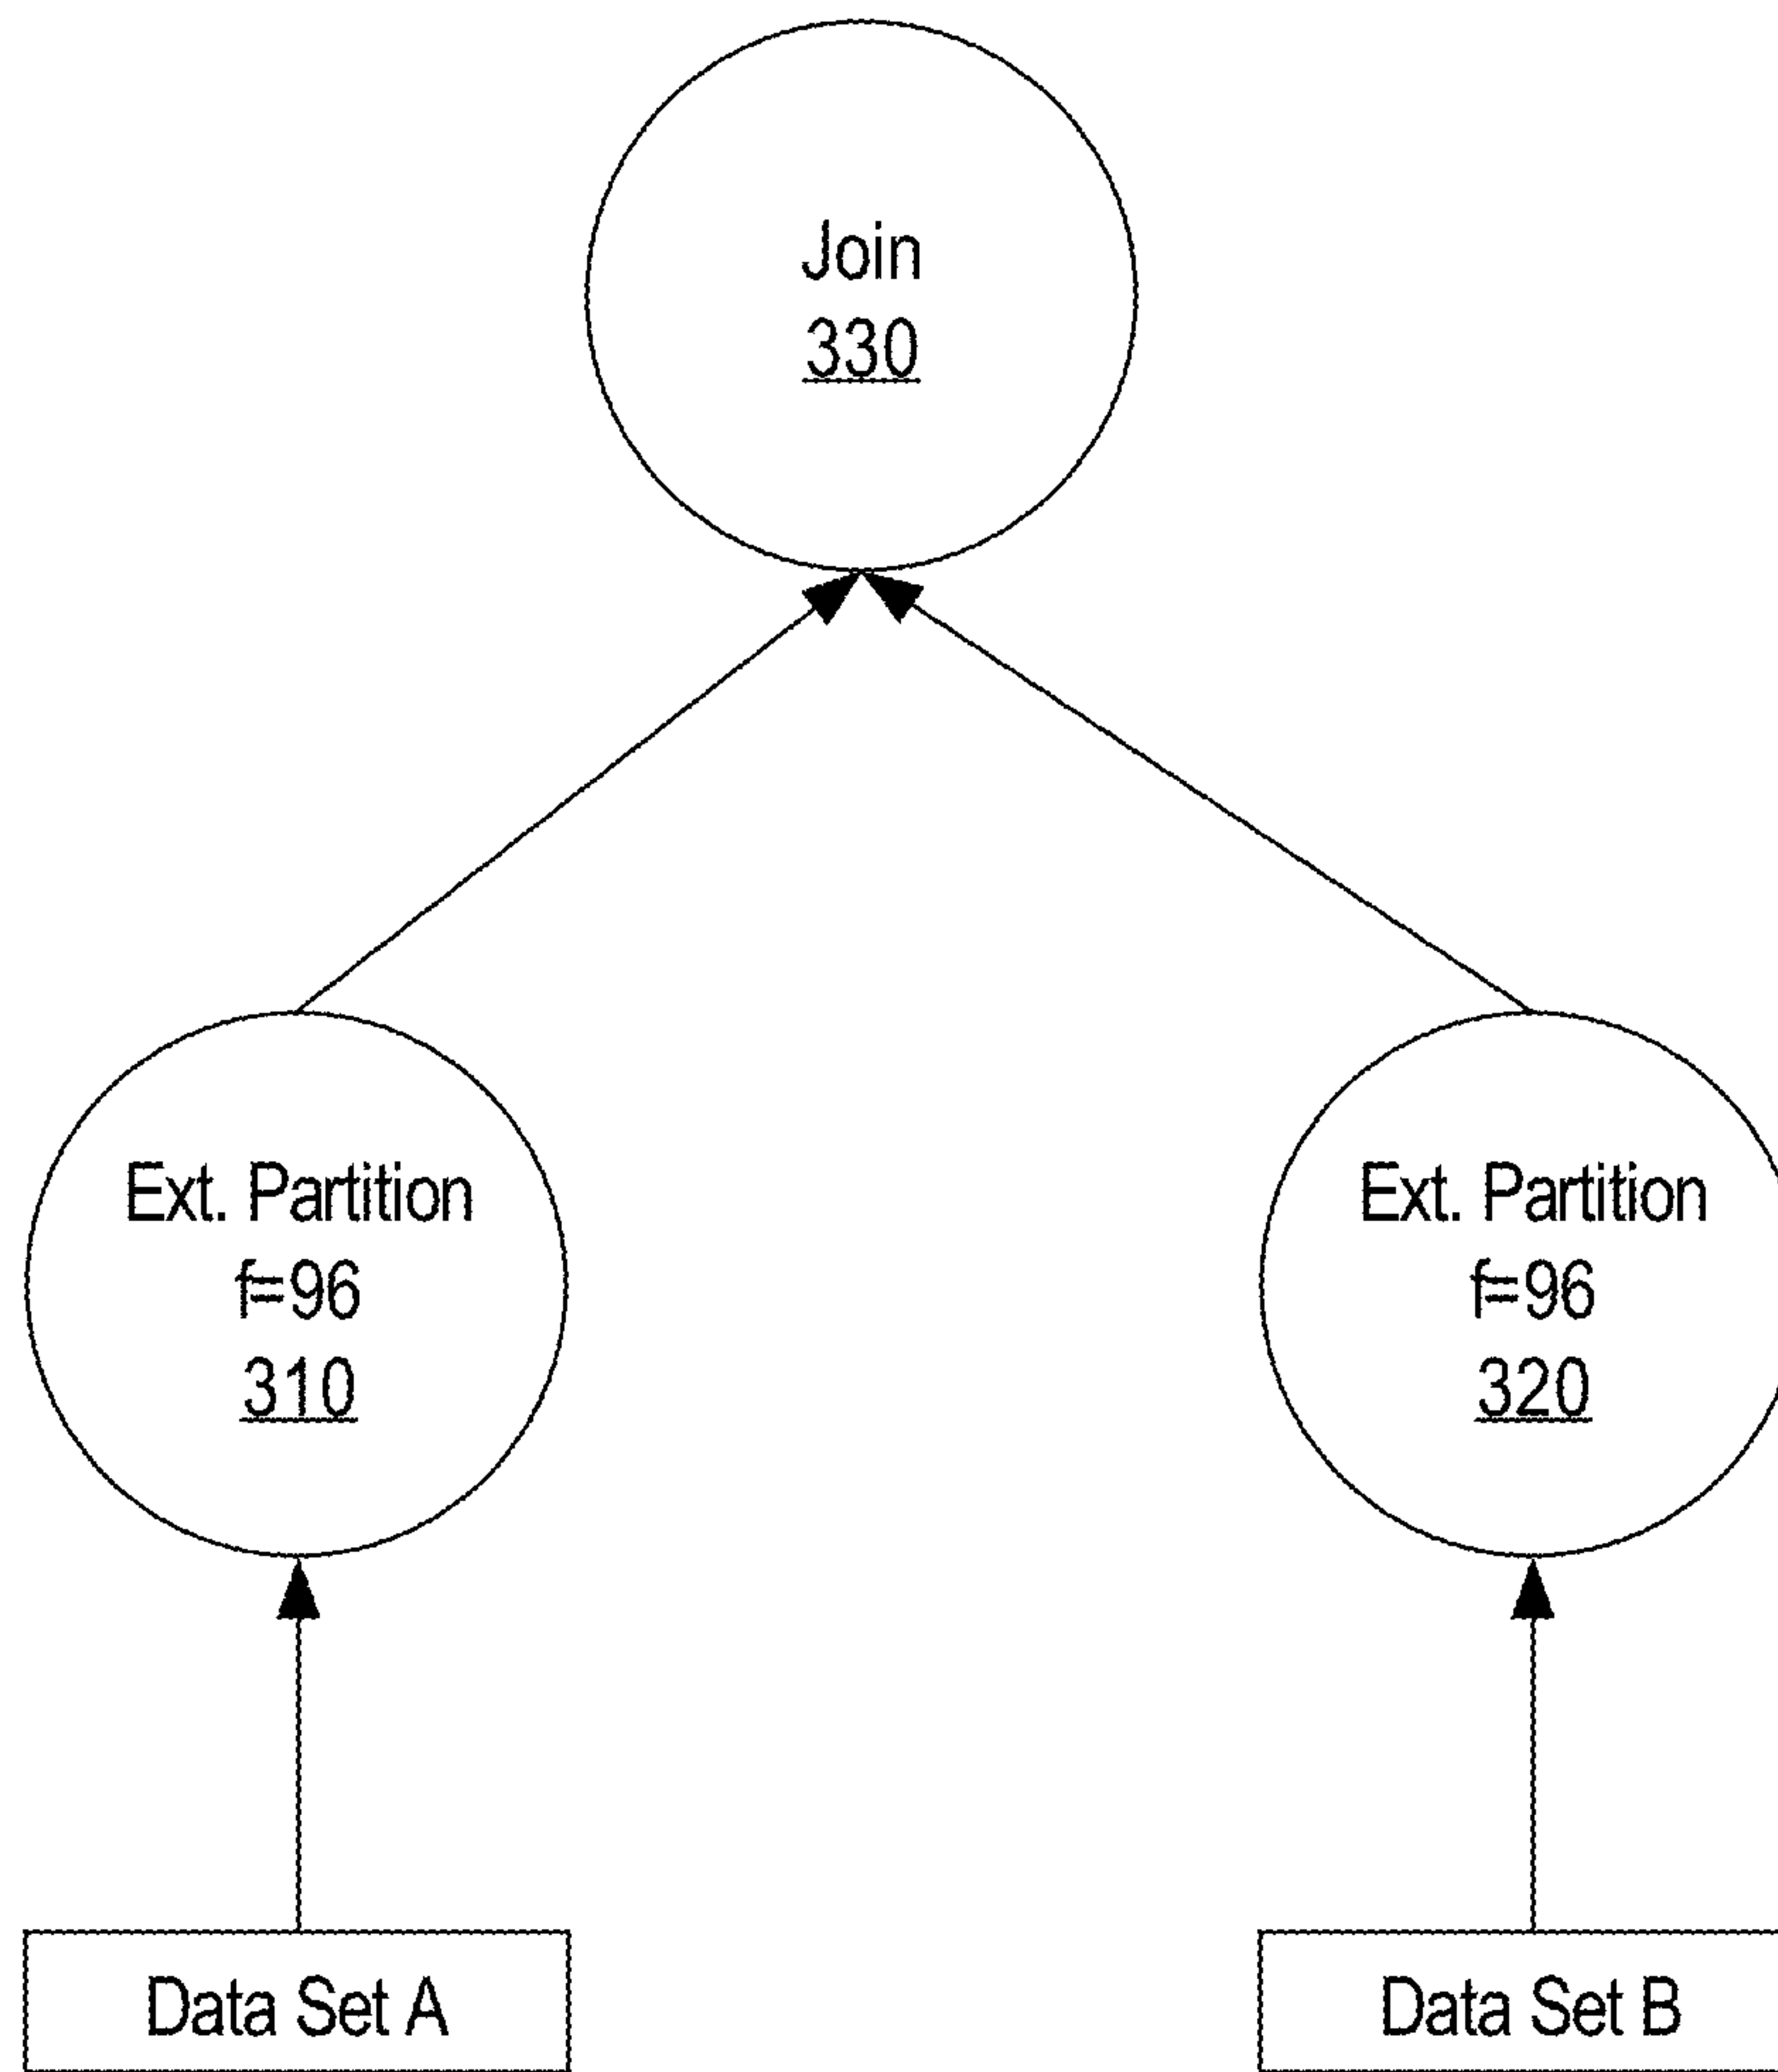 Join
330
Ext. Partition
f=96
310
Ext. Partition
f=96
320
Data Set A
Data Set B